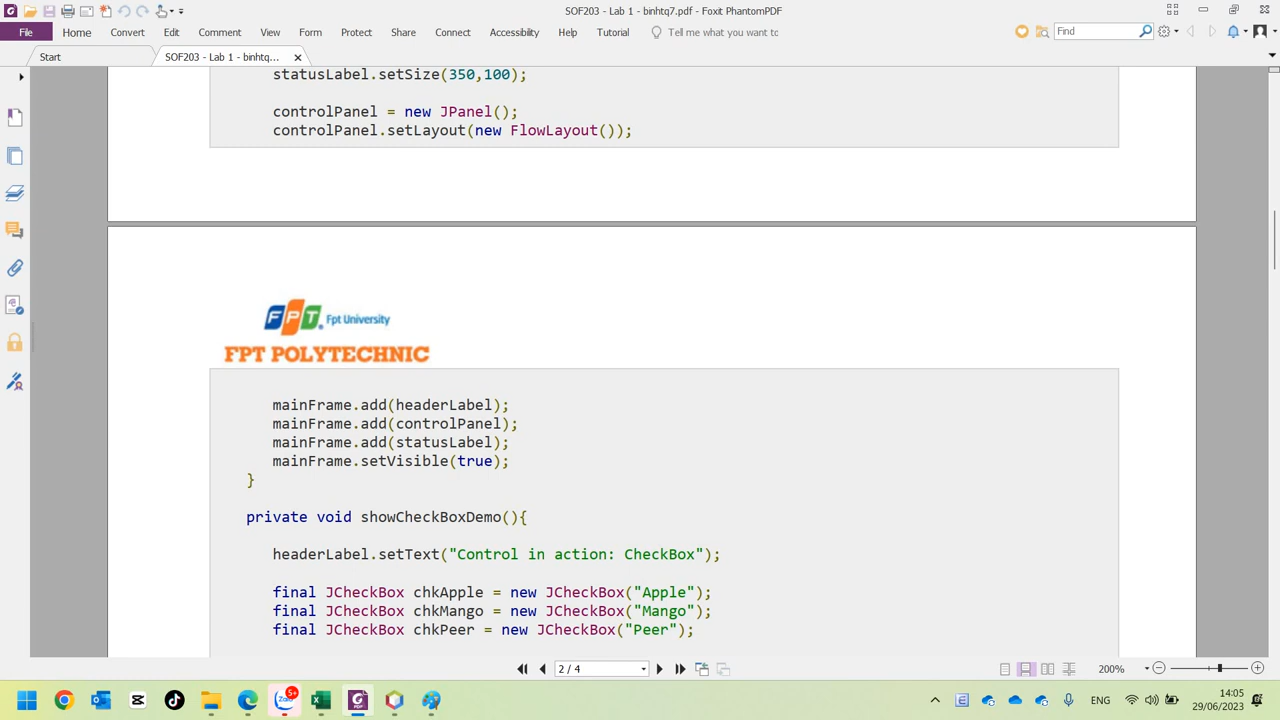 SOF203 - Lab 1 - binhtq7.pdf - Foxit PhantomPDF
File Home Convert Edit Comment View Form Protect Share Connect Accessibility Help Tutorial Tell me what you want to Find
Start SOF203 - Lab 1 - binhtq...
statusLabel.setSize(350,100);
controlPanel = new JPanel();
controlPanel.setLayout(new FlowLayout());
FPT Fpt University
FPT POLYTECHNIC
mainFrame.add(headerLabel);
mainFrame.add(controlPanel);
mainFrame.add(statusLabel);
mainFrame.setVisible(true);
}
private void showCheckBoxDemo(){
headerLabel.setText("Control in action: CheckBox");
final JCheckBox chkApple = new JCheckBox("Apple");
final JCheckBox chkMango = new JCheckBox("Mango");
final JCheckBox chkPeer = new JCheckBox("Peer");
2 / 4 200%
Zalo 5+ ENG 14:05
29/06/2023